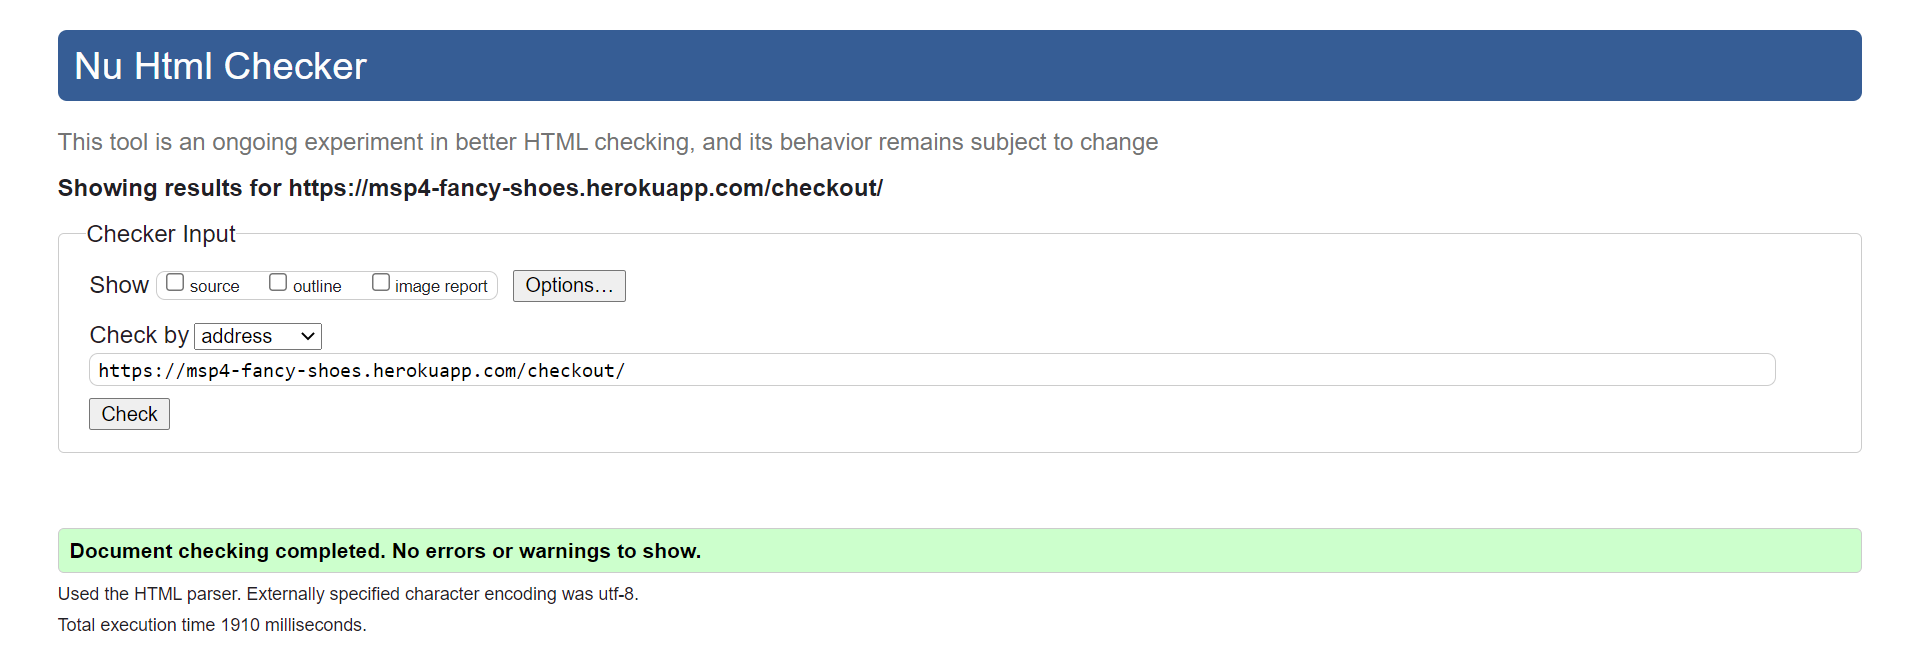 Nu Html Checker
This tool is an ongoing experiment in better HTML checking, and its behavior remains subject to change
Showing results for https://msp4-fancy-shoes.herokuapp.com/checkout/
Checker Input
Show source outline image report Options…
Check by address
https://msp4-fancy-shoes.herokuapp.com/checkout/
Check
Document checking completed. No errors or warnings to show.
Used the HTML parser. Externally specified character encoding was utf-8.
Total execution time 1910 milliseconds.